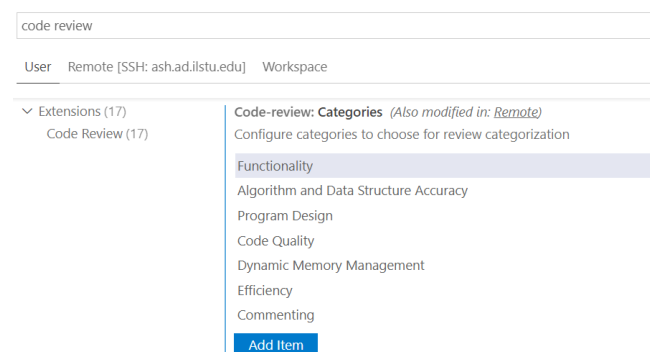 code review
User Remote [SSH: ash.ad.ilstu.edu] Workspace
Extensions (17)
Code Review (17)
Code-review: Categories (Also modified in: Remote)
Configure categories to choose for review categorization
Functionality
Algorithm and Data Structure Accuracy
Program Design
Code Quality
Dynamic Memory Management
Efficiency
Commenting
Add Item